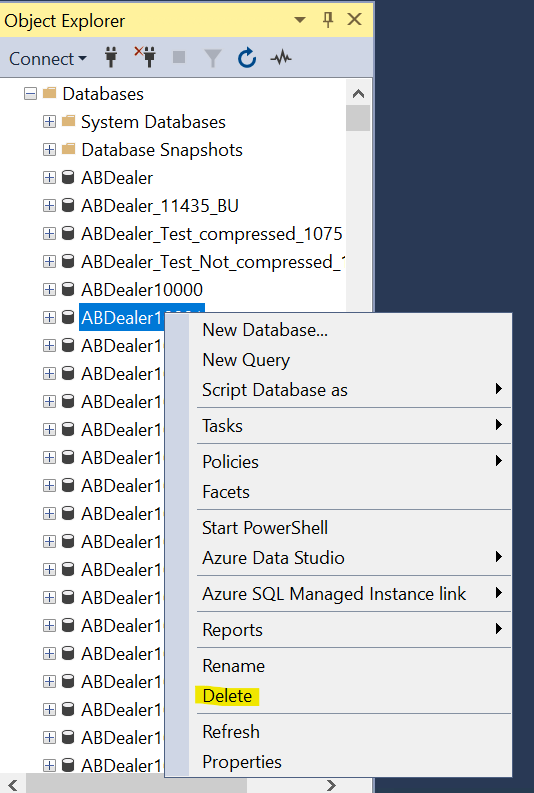 Object Explorer
Connect
Databases
System Databases
Database Snapshots
ABDealer
ABDealer_11435_BU
ABDealer_Test_compressed_1075
ABDealer_Test_Not_compressed_1
ABDealer10000
ABDealer1
New Database...
New Query
ABDealer1
Script Database as
ABDealer1
ABDealer1
Tasks
ABDealer1
Policies
ABDealer1
Facets
ABDealer1
ABDealer1
Start PowerShell
ABDealer1
Azure Data Studio
ABDealer1
Azure SQL Managed Instance link
ABDealer1
ABDealer1
Reports
ABDealer1
Rename
ABDealer1
Delete
ABDealer1
Refresh
ABDealer1
Properties
ABDealer1